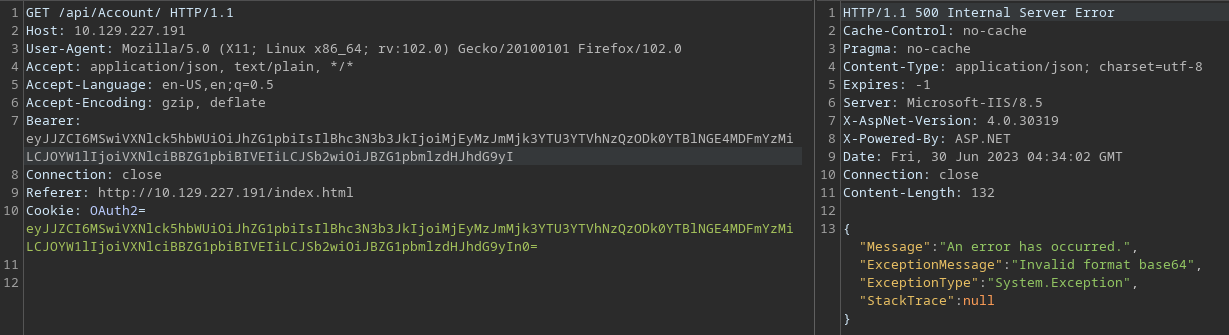 1 GET /api/Account/ HTTP/1.1
2 Host: 10.129.227.191
3 User-Agent: Mozilla/5.0 (X11; Linux x86_64; rv:102.0) Gecko/20100101 Firefox/102.0
4 Accept: application/json, text/plain, */*
5 Accept-Language: en-US,en;q=0.5
6 Accept-Encoding: gzip, deflate
7 Bearer:
eyJJZCI6MSwiVXNlck5hbWUiOiJhZG1pbiIsIlBhc3N3b3JkIjoiMjEyMzJmMjk3YTU3YTVhNzQzODk0YTBlNGE4MDFmYzMi
LCJOYW1lIjoiVXNlciBBZG1pbiBIVEIiLCJSb2wiOiJBZG1pbmlzdHJhdG9yI
8 Connection: close
9 Referer: http://10.129.227.191/index.html
10 Cookie: OAuth2=
eyJJZCI6MSwiVXNlck5hbWUiOiJhZG1pbiIsIlBhc3N3b3JkIjoiMjEyMzJmMjk3YTU3YTVhNzQzODk0YTBlNGE4MDFmYzMi
LCJOYW1lIjoiVXNlciBBZG1pbiBIVEIiLCJSb2wiOiJBZG1pbmlzdHJhdG9yIn0=
11
12
1 HTTP/1.1 500 Internal Server Error
2 Cache-Control: no-cache
3 Pragma: no-cache
4 Content-Type: application/json; charset=utf-8
5 Expires: -1
6 Server: Microsoft-IIS/8.5
7 X-AspNet-Version: 4.0.30319
8 X-Powered-By: ASP.NET
9 Date: Fri, 30 Jun 2023 04:34:02 GMT
10 Connection: close
11 Content-Length: 132
12
13 {
"Message":"An error has occurred.",
"ExceptionMessage":"Invalid format base64",
"ExceptionType":"System.Exception",
"StackTrace":null
}